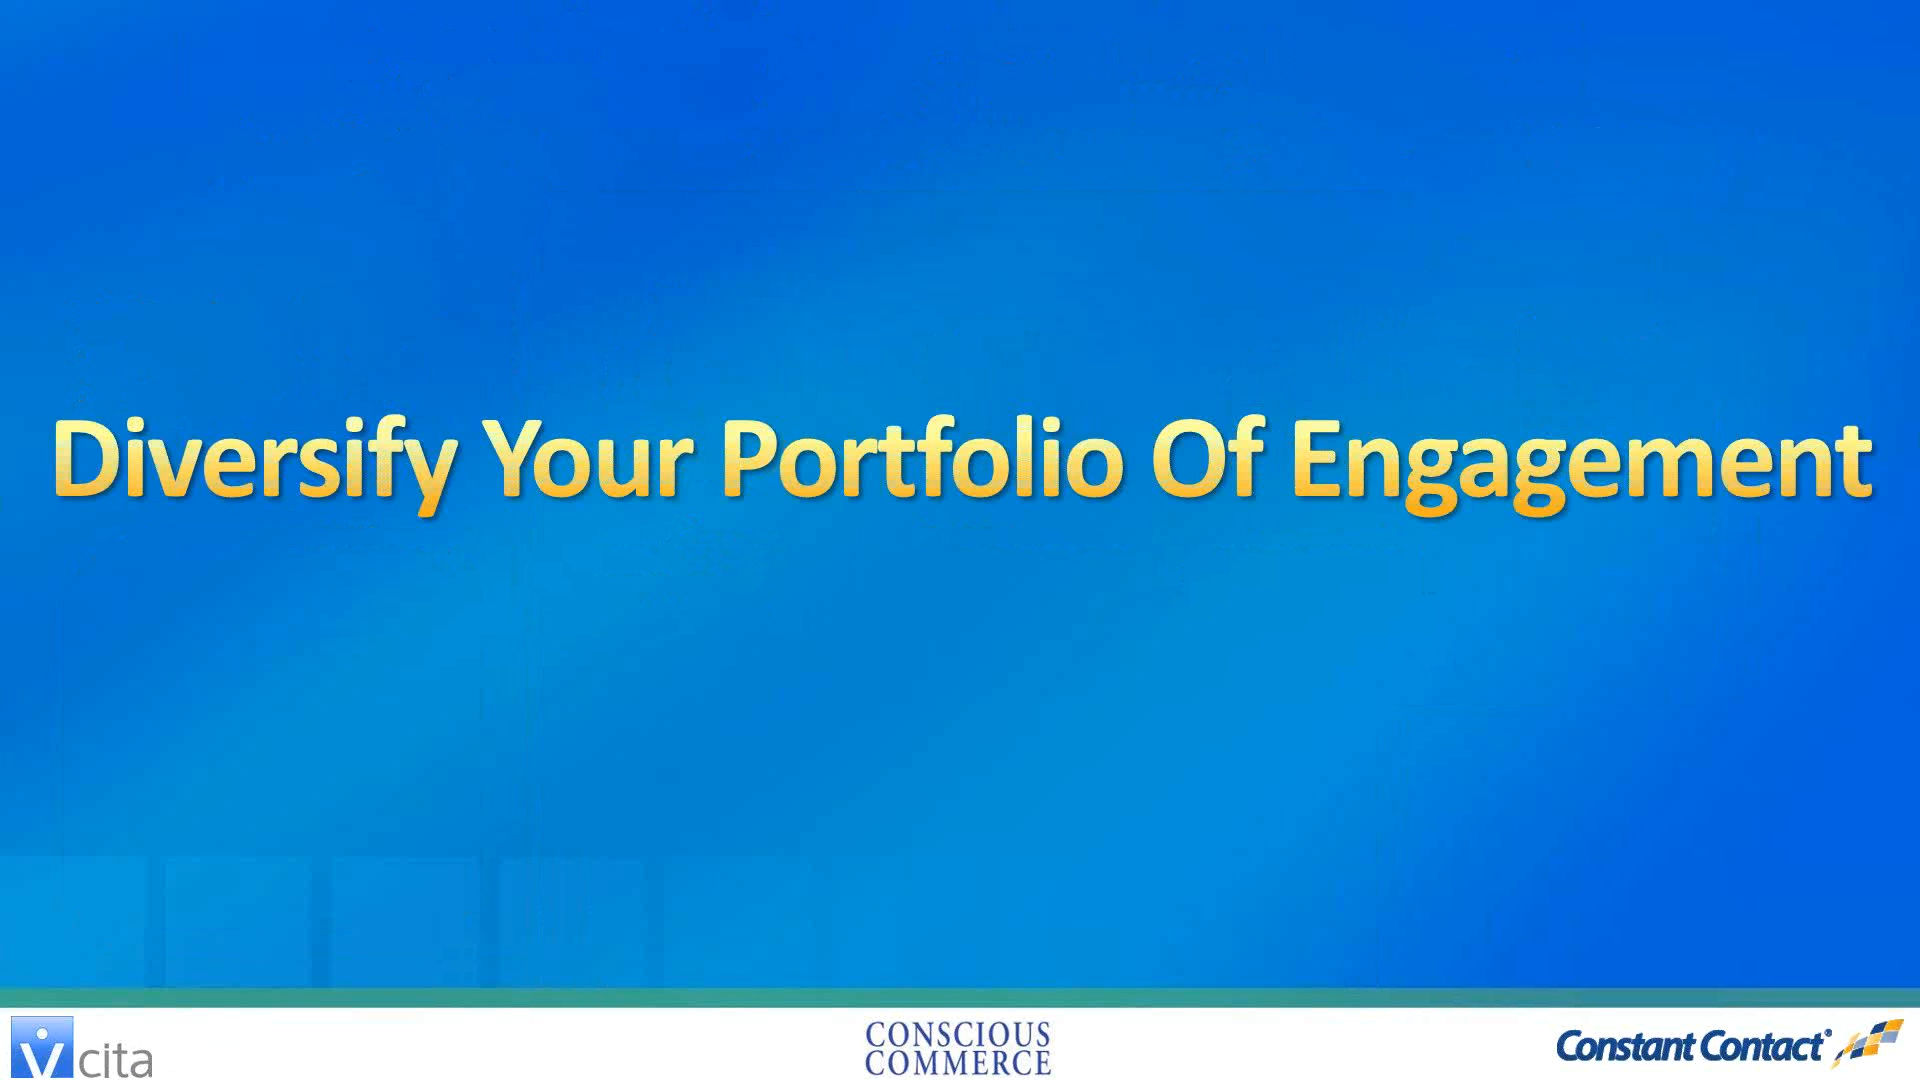 Diversify Your Portfolio Of Engagement
vcita
CONSCIOUS
COMMERCE
Constant Contact®